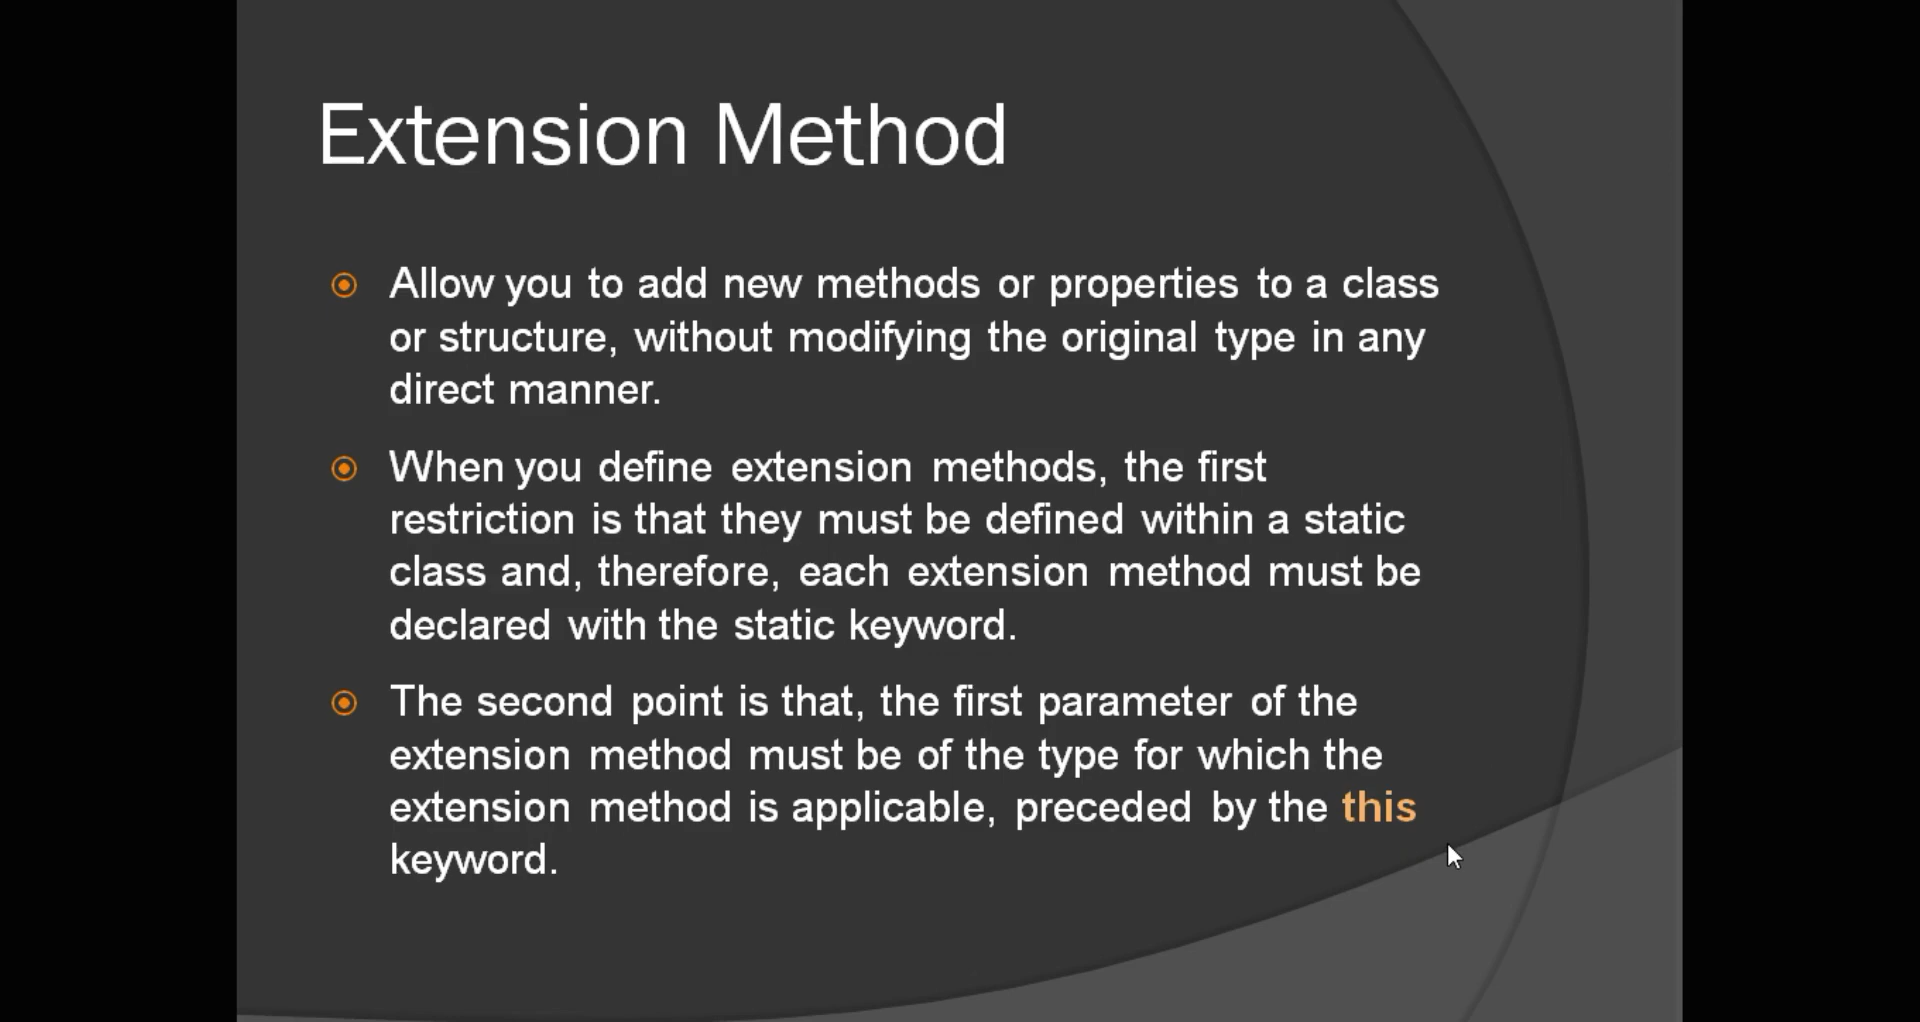 Extension Method
Allow you to add new methods or properties to a class
or structure, without modifying the original type in any
direct manner.
When you define extension methods, the first
restriction is that they must be defined within a static
class and, therefore, each extension method must be
declared with the static keyword.
The second point is that, the first parameter of the
extension method must be of the type for which the
extension method is applicable, preceded by the this
keyword.